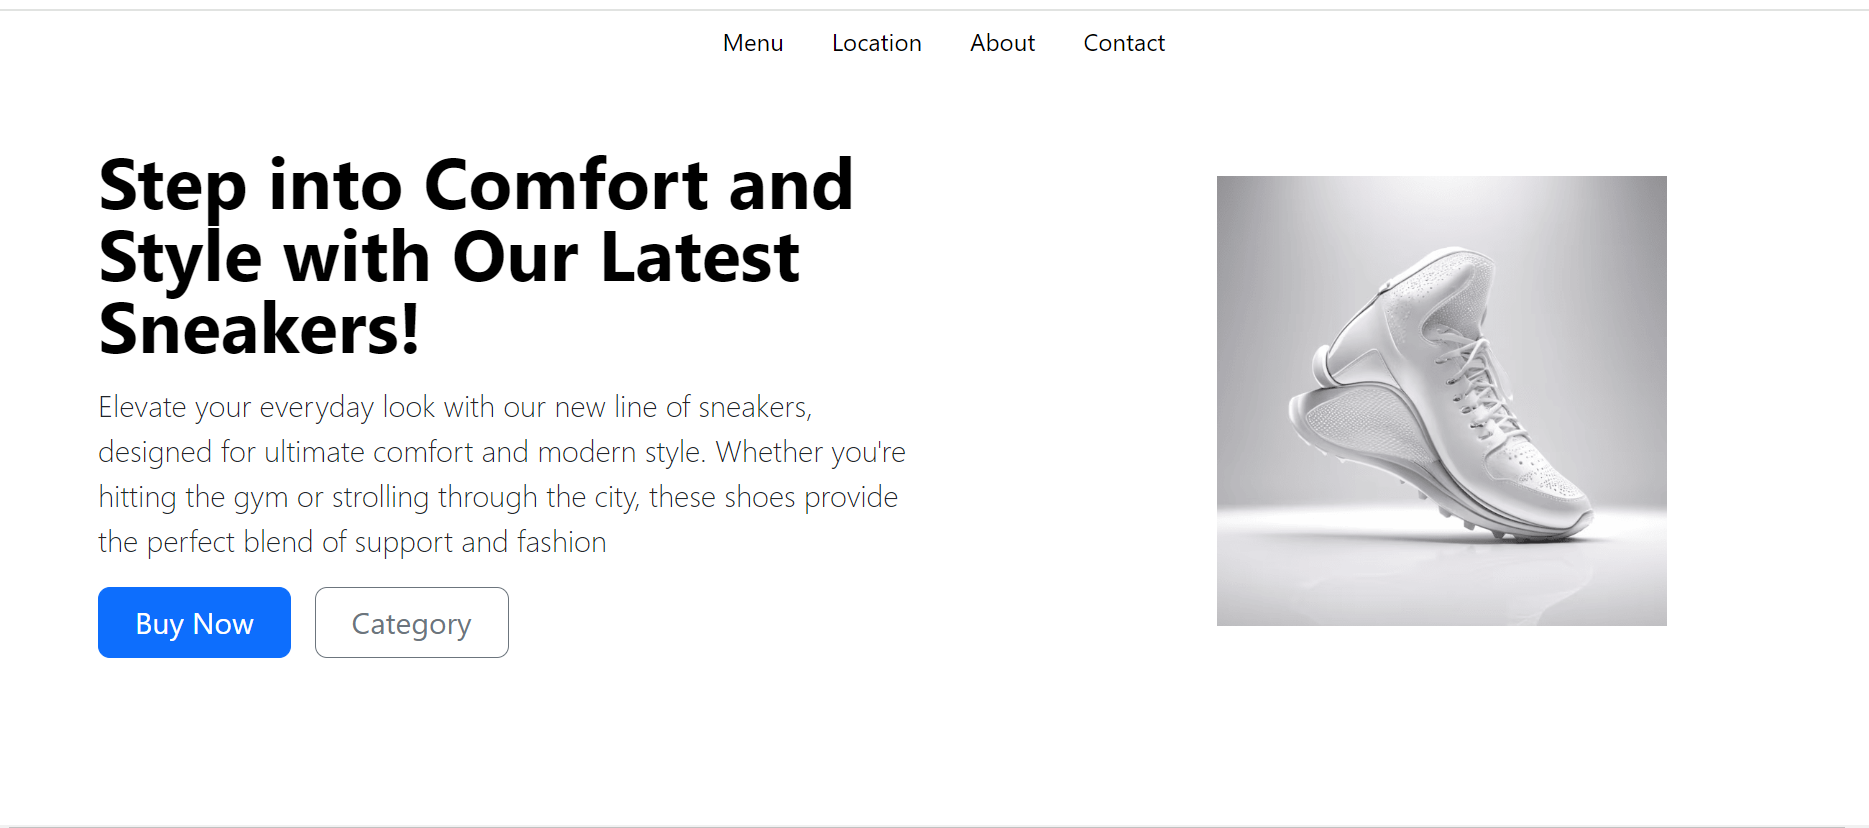 Menu Location About Contact
Step into Comfort and
Style with Our Latest
Sneakers!
Elevate your everyday look with our new line of sneakers,
designed for ultimate comfort and modern style. Whether you're
hitting the gym or strolling through the city, these shoes provide
the perfect blend of support and fashion
Buy Now Category